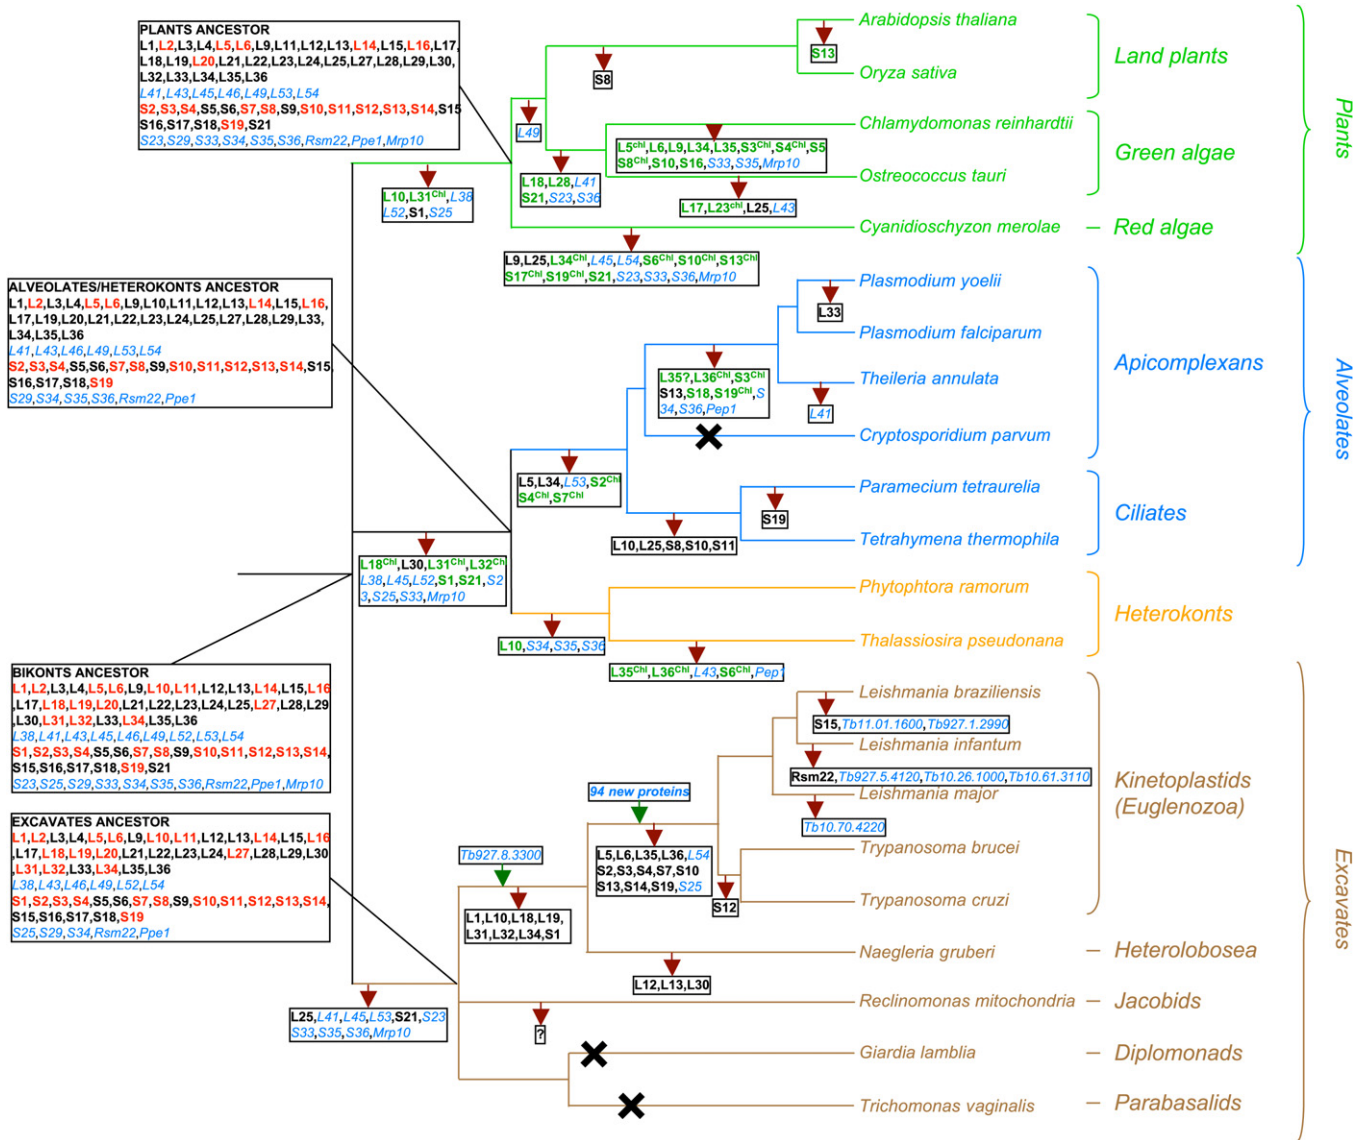 PLANTS ANCESTOR
L1,L2,L3,L4,L5,L6,L9,L11,L12,L13,L14,L15,L16,L17,
L18,L19,L20,L21,L22,L23,L24,L25,L27,L28,L29,L30,
L32,L33,L34,L35,L36
L41,L43,L45,L46,L49,L53,L54
S2,S3,S4,S5,S6,S7,S8,S9,S10,S11,S12,S13,S14,S15
S16,S17,S18,S19,S21
S23,S29,S33,S34,S35,S36,Rsm22,Ppe1,Mrp10
ALVEOLATES/HETEROKONTS ANCESTOR
L1,L2,L3,L4,L5,L6,L9,L10,L11,L12,L13,L14,L15,L16,
L17,L19,L20,L21,L22,L23,L24,L25,L27,L28,L29,L33,
L34,L35,L36
L41,L43,L46,L49,L53,L54
S2,S3,S4,S5,S6,S7,S8,S9,S10,S11,S12,S13,S14,S15,
S16,S17,S18,S19
S29,S34,S35,S36,Rsm22,Ppe1
BIKONTS ANCESTOR
L1,L2,L3,L4,L5,L6,L9,L10,L11,L12,L13,L14,L15,L16
,L17,L18,L19,L20,L21,L22,L23,L24,L25,L27,L28,L29
,L30,L31,L32,L33,L34,L35,L36
L38,L41,L43,L45,L46,L49,L52,L53,L54
S1,S2,S3,S4,S5,S6,S7,S8,S9,S10,S11,S12,S13,S14,
S15,S16,S17,S18,S19,S21
S23,S25,S29,S33,S34,S35,S36,Rsm22,Ppe1,Mrp10
EXCAVATES ANCESTOR
L1,L2,L3,L4,L5,L6,L9,L10,L11,L12,L13,L14,L15,L16
,L17,L18,L19,L20,L21,L22,L23,L24,L27,L28,L29,L30
,L31,L32,L33,L34,L35,L36
L38,L43,L46,L49,L52,L54
S1,S2,S3,S4,S5,S6,S7,S8,S9,S10,S11,S12,S13,S14,
S15,S16,S17,S18,S19
S25,S29,S34,Rsm22,Ppe1
L10,L31Chl,L38
L52,S1,S25
L49
S8
S13
L5chl,L6,L9,L34,L35,S3Chl,S4Chl,S5
S8Chl,S10,S16,S33,S35,Mrp10
L18,L28,L41
S21,S23,S36
L17,L23chl,L25,L43
L9,L25,L34Chl,L45,L54,S6Chl,S10Chl,S13Chl
S17Chl,S19Chl,S21,S23,S33,S36,Mrp10
L18Chl,L30,L31Chl,L32Ch
L38,L45,L52,S1,S21,S2
3,S25,S33,Mrp10
L5,L34,L53,S2Chl
S4Chl,S7Chl
L35?,L36Chl,S3Chl
S13,S18,S19Chl,S
34,S36,Pep1
L33
L41
L10,L25,S8,S10,S11
S19
L10,S34,S35,S36
L35Chl,L36Chl,L43,S6Chl,Pep1
L25,L41,L45,L53,S21,S23
S33,S35,S36,Mrp10
Tb927.8.3300
L1,L10,L18,L19,
L31,L32,L34,S1
94 new proteins
L5,L6,L35,L36,L54
S2,S3,S4,S7,S10
S13,S14,S19,S25
S15,Tb11.01.1600,Tb927.1.2990
Rsm22,Tb927.5.4120,Tb10.26.1000,Tb10.61.3110
Tb10.70.4220
S12
L12,L13,L30
?
Arabidopsis thaliana
Oryza sativa
Chlamydomonas reinhardtii
Ostreococcus tauri
Cyanidioschyzon merolae
Plasmodium yoelii
Plasmodium falciparum
Theileria annulata
Cryptosporidium parvum
Paramecium tetraurelia
Tetrahymena thermophila
Phytophtora ramorum
Thalassiosira pseudonana
Leishmania braziliensis
Leishmania infantum
Leishmania major
Trypanosoma brucei
Trypanosoma cruzi
Naegleria gruberi
Reclinomonas mitochondria
Giardia lamblia
Trichomonas vaginalis
Land plants
Green algae
Red algae
Apicomplexans
Ciliates
Heterokonts
Kinetoplastids
(Euglenozoa)
Heterolobosea
Jacobids
Diplomonads
Parabasalids
Plants
Alveolates
Excavates